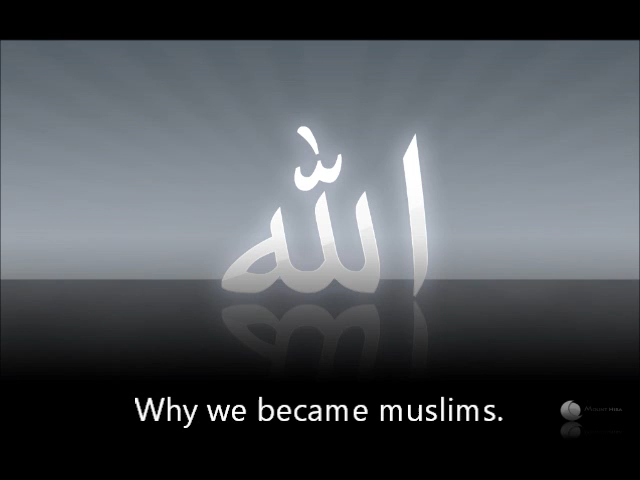 الله
Why we became muslims.